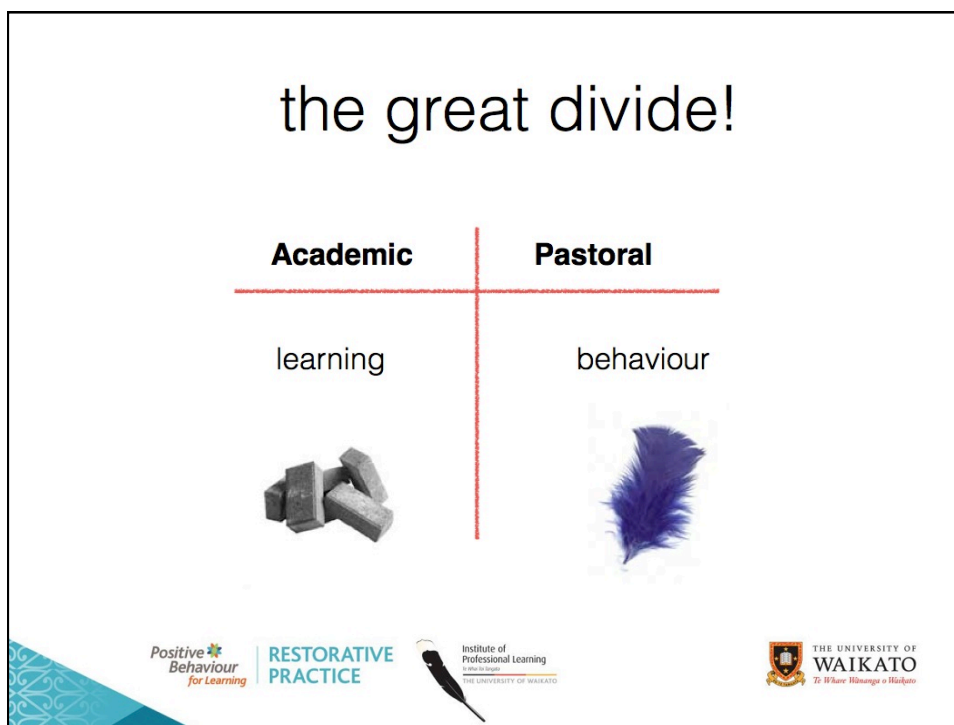 the great divide!
Academic
Pastoral
learning
behaviour
Positive
Behaviour
for Learning
RESTORATIVE
PRACTICE
Institute of
Professional Learning
THE UNIVERSITY OF WAIKATO
THE UNIVERSITY OF
WAIKATO
Te Whare Wānanga o Waikato